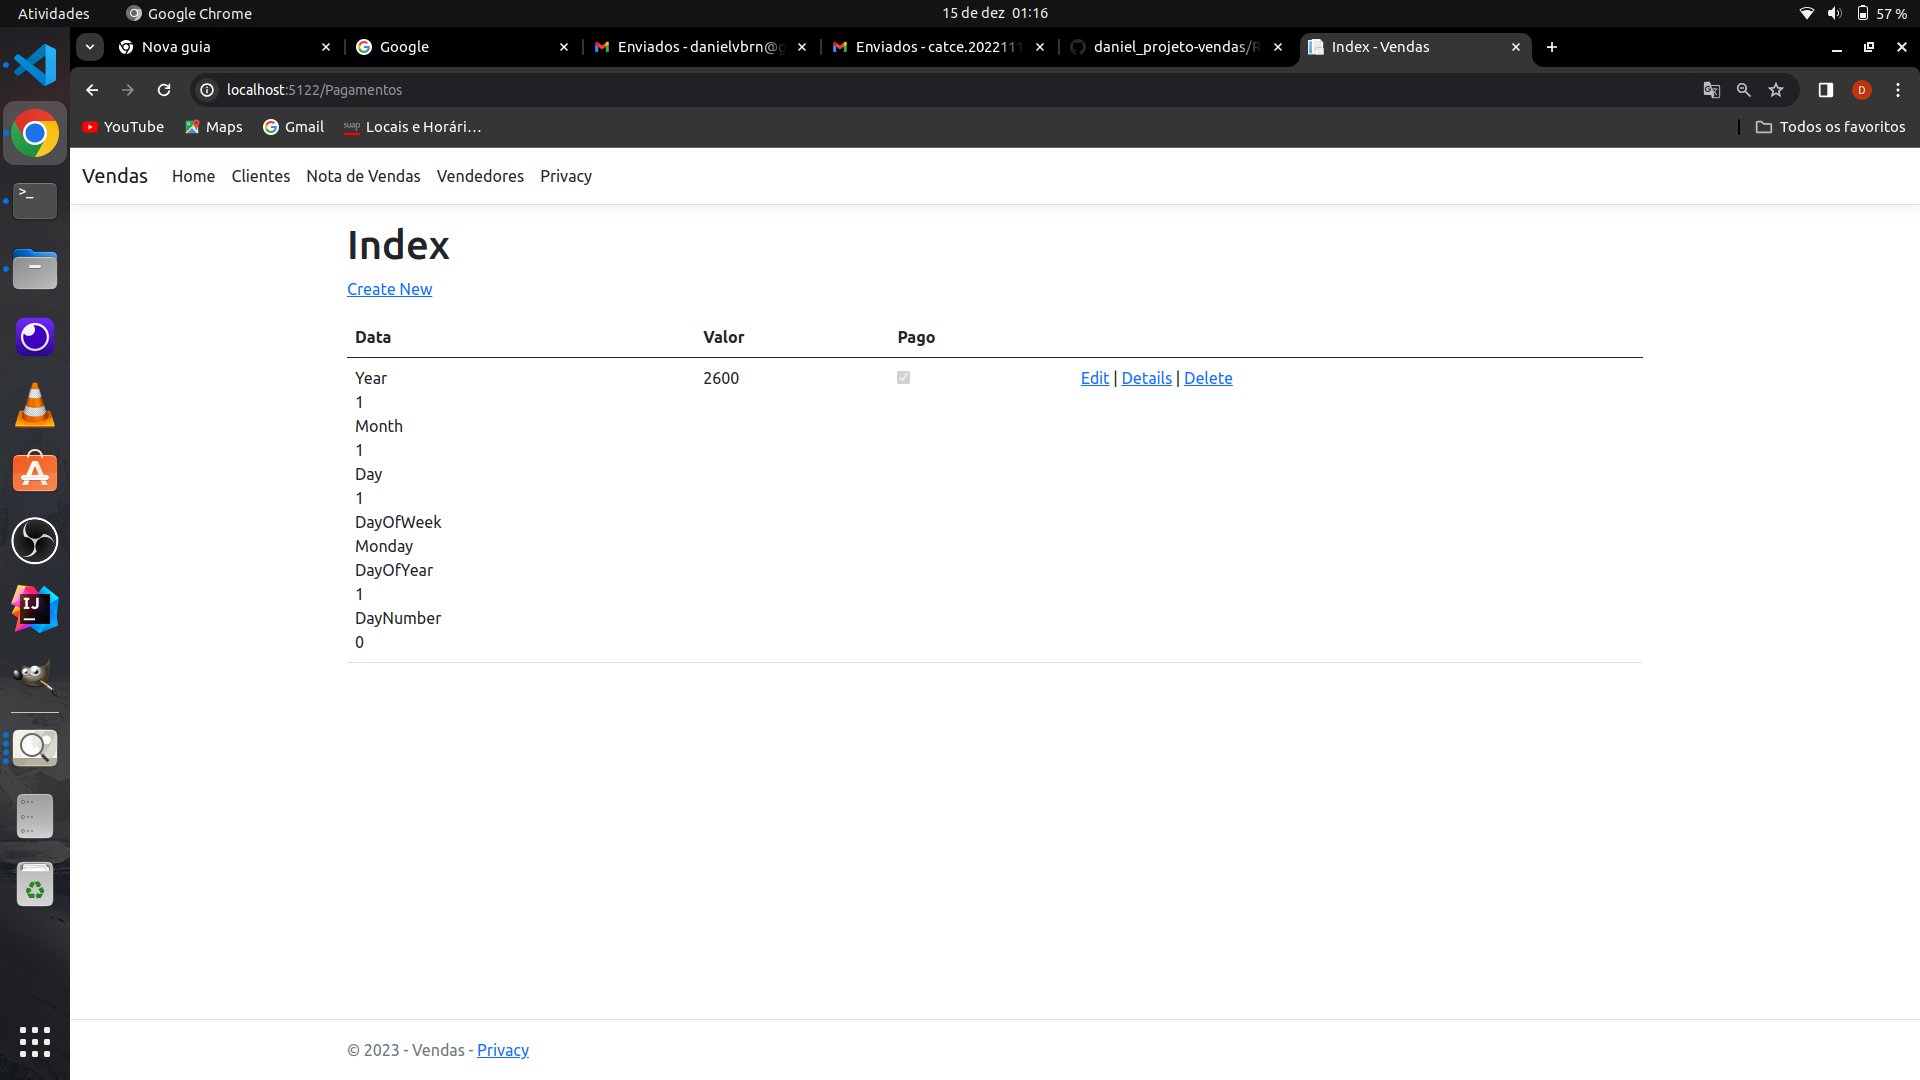 Atividades Google Chrome 15 de dez 01:16 57 %
Nova guia Google Enviados - danielvbrn@g Enviados - catce.2022111 daniel_projeto-vendas/R Index - Vendas
localhost:5122/Pagamentos D
YouTube Maps Gmail suap Locais e Horári… Todos os favoritos
Vendas Home Clientes Nota de Vendas Vendedores Privacy
Index
Create New
Data Valor Pago
Year 2600 Edit | Details | Delete
1
Month
1
Day
1
DayOfWeek
Monday
DayOfYear
1
DayNumber
0
IJ
© 2023 - Vendas - Privacy